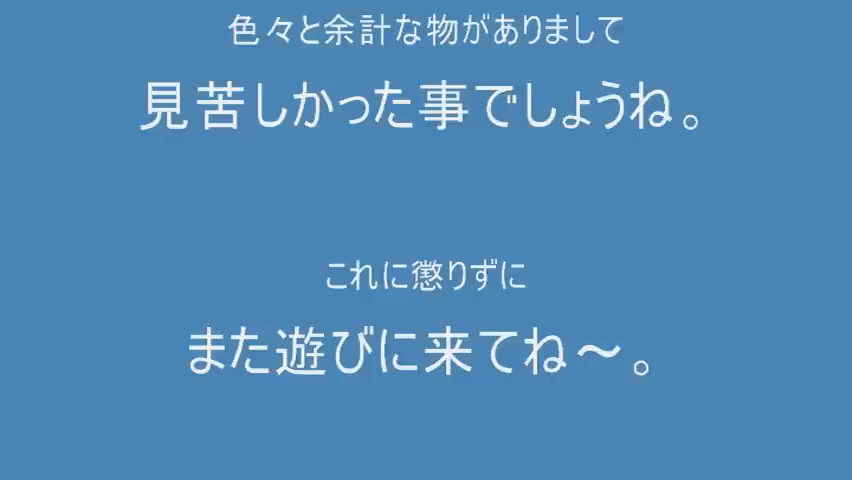 色々と余計な物がありまして
見苦しかった事でしょうね。
これに懲りずに
また遊びに来てね～。